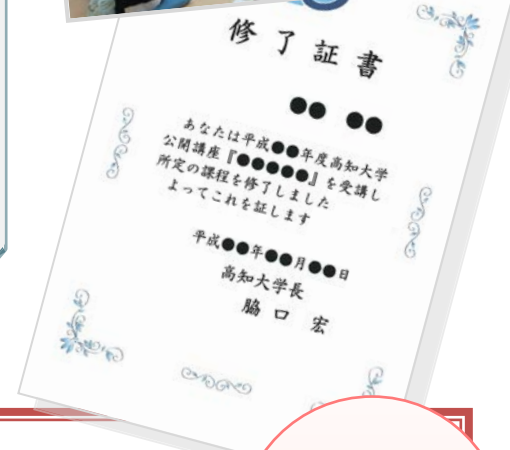 修了証書
●● ●●
あなたは平成●●年度高知大学
公開講座『●●●●●』を受講し
所定の課程を修了しました
よってこれを証します
平成●●年●●月●●日
高知大学長
脇口 宏